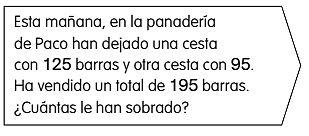 Esta mañana, en la panadería
de Paco han dejado una cesta
con 125 barras y otra cesta con 95.
Ha vendido un total de 195 barras.
¿Cuántas le han sobrado?